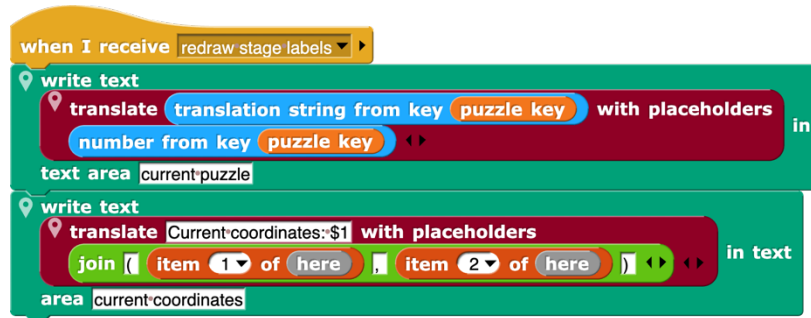 when I receive redraw stage labels
write text
translate translation string from key puzzle key with placeholders
number from key puzzle key
in
text area current puzzle
write text
translate Current coordinates: $1 with placeholders
join ( item 1 of here , item 2 of here )
in text
area current coordinates